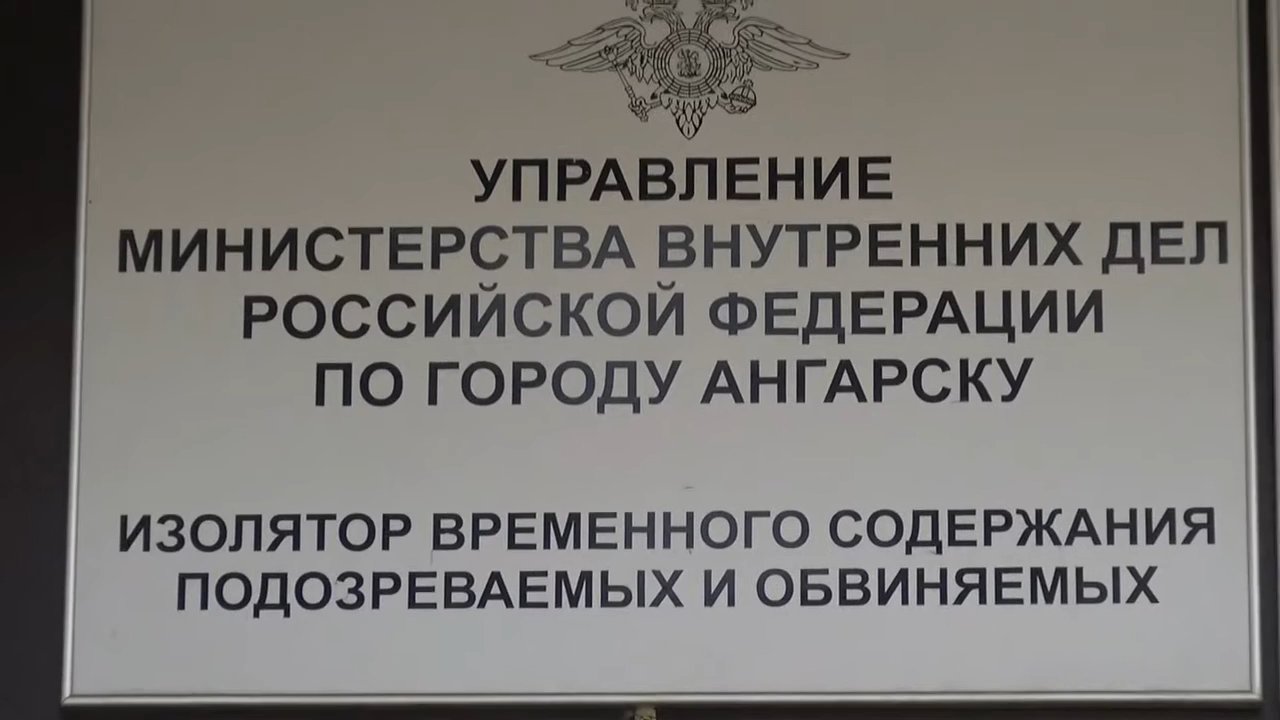 УПРАВЛЕНИЕ
МИНИСТЕРСТВА ВНУТРЕННИХ ДЕЛ
РОССИЙСКОЙ ФЕДЕРАЦИИ
ПО ГОРОДУ АНГАРСКУ
ИЗОЛЯТОР ВРЕМЕННОГО СОДЕРЖАНИЯ
ПОДОЗРЕВАЕМЫХ И ОБВИНЯЕМЫХ